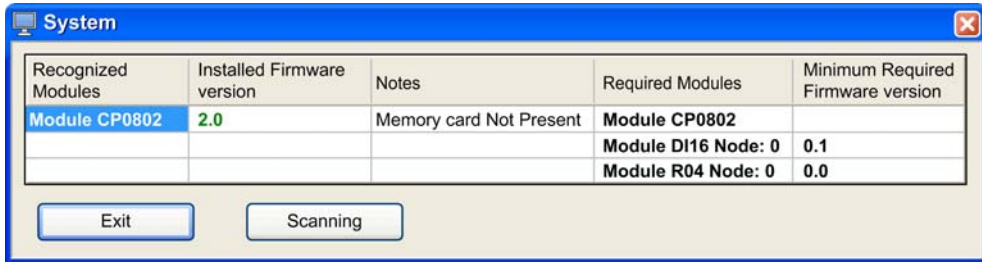 System
Recognized Modules
Installed Firmware version
Notes
Required Modules
Minimum Required Firmware version
Module CP0802 2.0 Memory card Not Present Module CP0802
Module DI16 Node: 0 0.1
Module R04 Node: 0 0.0
Exit Scanning